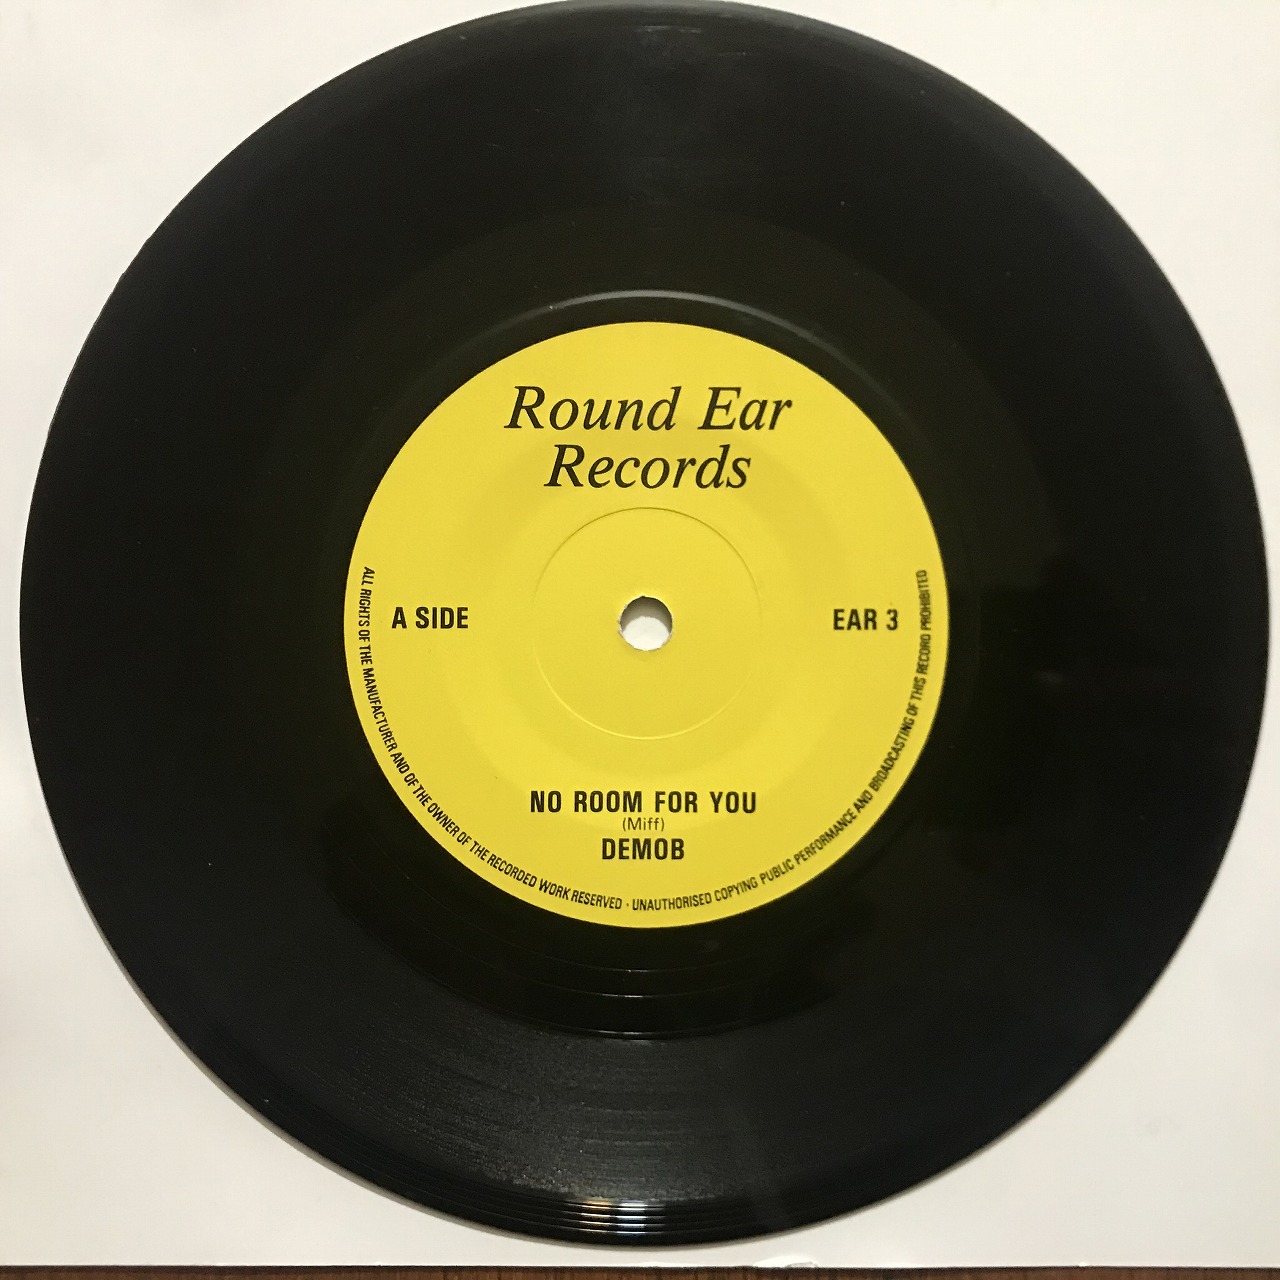 Round Ear
Records
A SIDE
EAR 3
NO ROOM FOR YOU
(Miff)
DEMOB
ALL RIGHTS OF THE MANUFACTURER AND OF THE OWNER OF THE RECORDED WORK RESERVED · UNAUTHORISED COPYING PUBLIC PERFORMANCE AND BROADCASTING OF THIS RECORD PROHIBITED